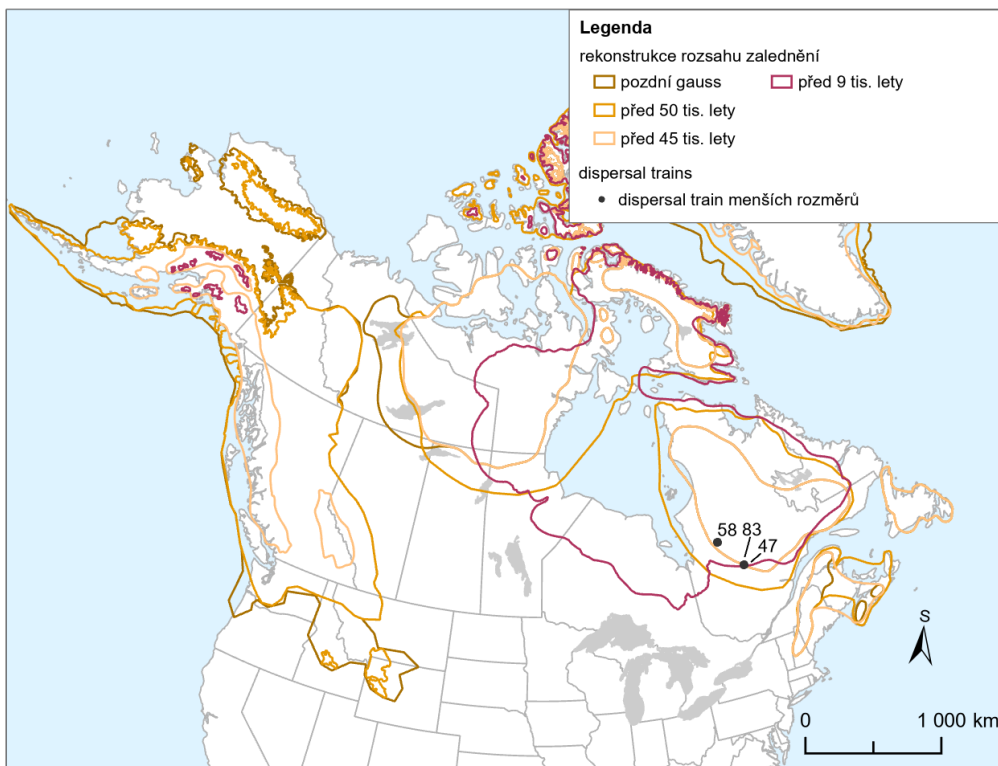 Legenda
rekonstrukce rozsahu zalednění
pozdní gauss
před 9 tis. lety
před 50 tis. lety
před 45 tis. lety
dispersal trains
dispersal train menších rozměrů
58 83
47
S
0 1 000 km